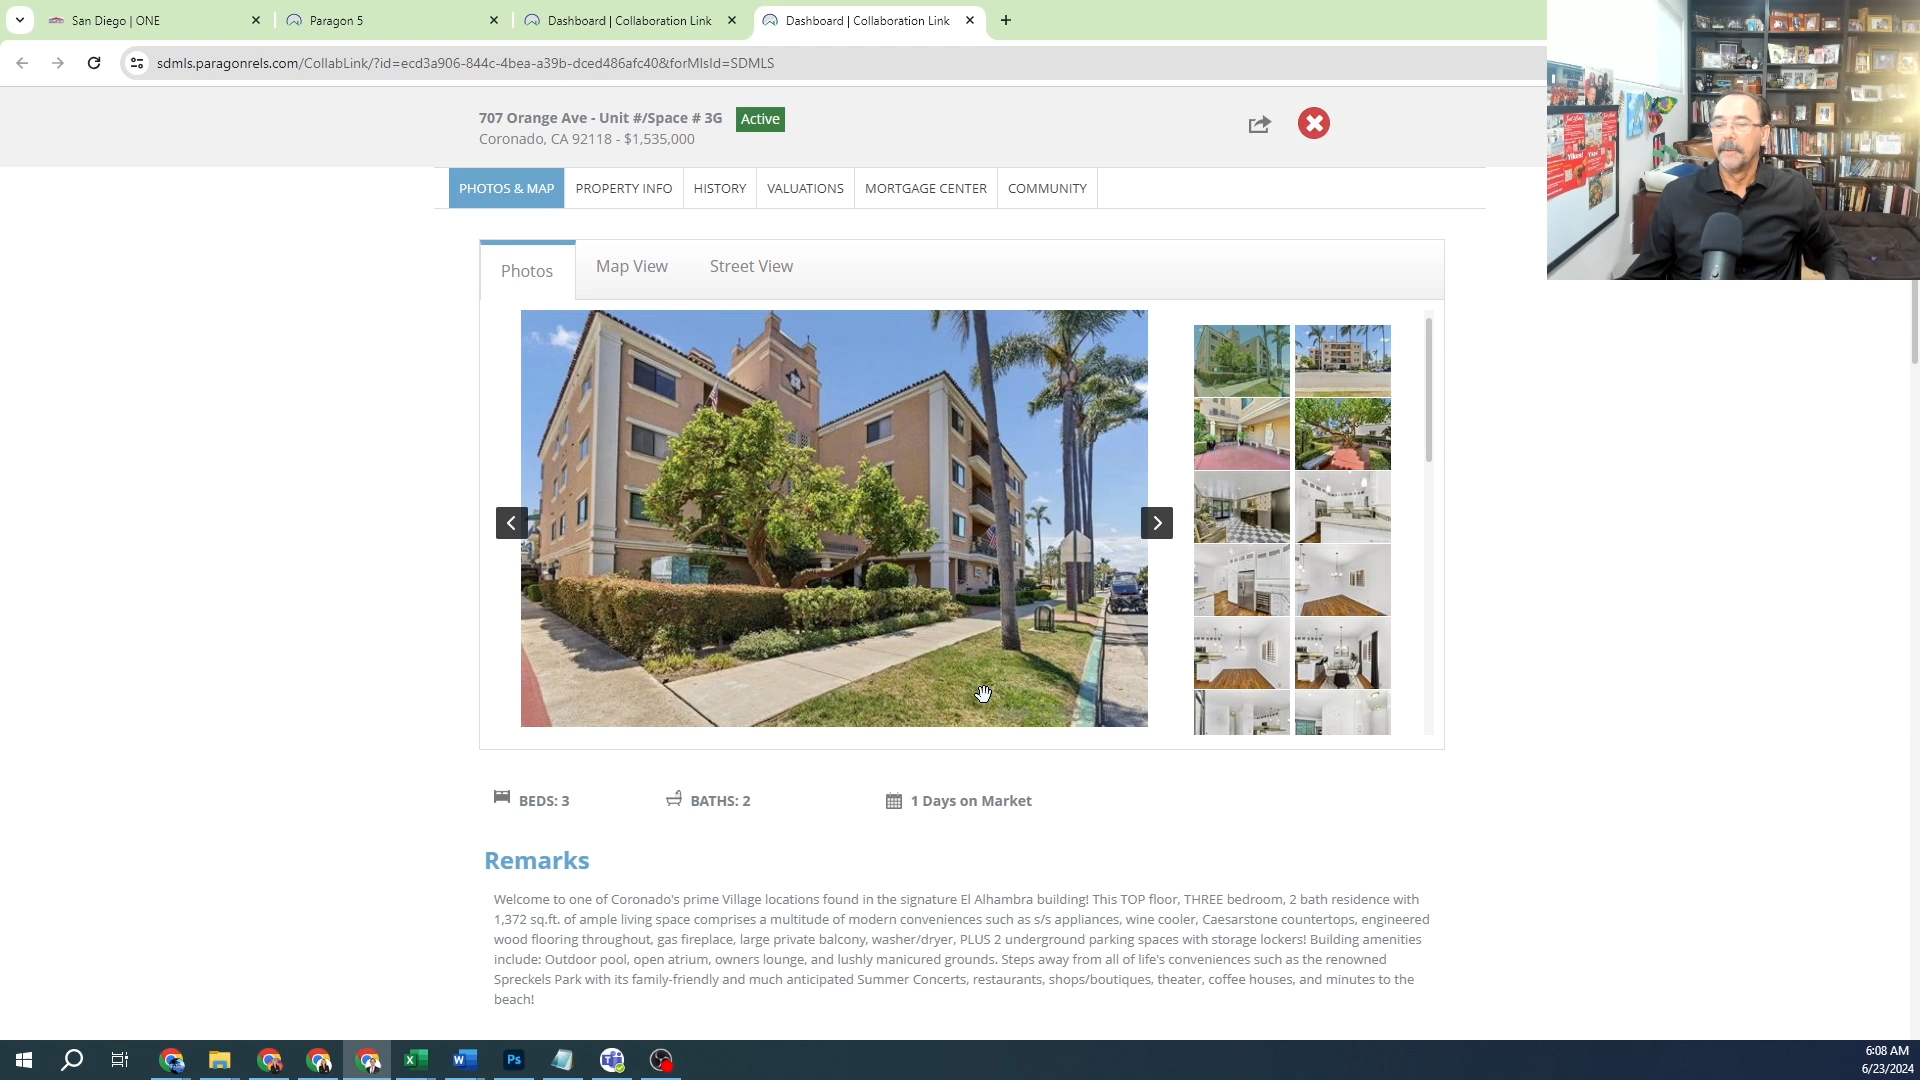 San Diego | ONE
Paragon 5
Dashboard | Collaboration Link
Dashboard | Collaboration Link
sdmls.paragonrels.com/CollabLink/?id=ecd3a906-844c-4bea-a39b-dced486afc40&forMlsId=SDMLS
707 Orange Ave - Unit #/Space # 3G
Active
Coronado, CA 92118 - $1,535,000
PHOTOS & MAP
PROPERTY INFO
HISTORY
VALUATIONS
MORTGAGE CENTER
COMMUNITY
Photos
Map View
Street View
BEDS: 3
BATHS: 2
1 Days on Market
Remarks
Welcome to one of Coronado's prime Village locations found in the signature El Alhambra building! This TOP floor, THREE bedroom, 2 bath residence with
1,372 sq.ft. of ample living space comprises a multitude of modern conveniences such as s/s appliances, wine cooler, Caesarstone countertops, engineered
wood flooring throughout, gas fireplace, large private balcony, washer/dryer, PLUS 2 underground parking spaces with storage lockers! Building amenities
include: Outdoor pool, open atrium, owners lounge, and lushly manicured grounds. Steps away from all of life's conveniences such as the renowned
Spreckels Park with its family-friendly and much anticipated Summer Concerts, restaurants, shops/boutiques, theater, coffee houses, and minutes to the
beach!
6:08 AM
6/23/2024